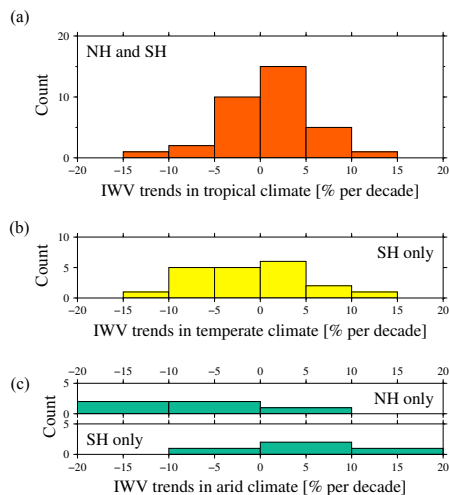 (a)
20
NH and SH
10
Count
0
−20 −15 −10 −5 0 5 10 15 20
IWV trends in tropical climate [% per decade]
(b)
10
SH only
5
Count
0
−20 −15 −10 −5 0 5 10 15 20
IWV trends in temperate climate [% per decade]
(c)
−20 −15 −10 −5 0 5 10 15 20
5
NH only
0
Count
5
SH only
0
−20 −15 −10 −5 0 5 10 15 20
IWV trends in arid climate [% per decade]